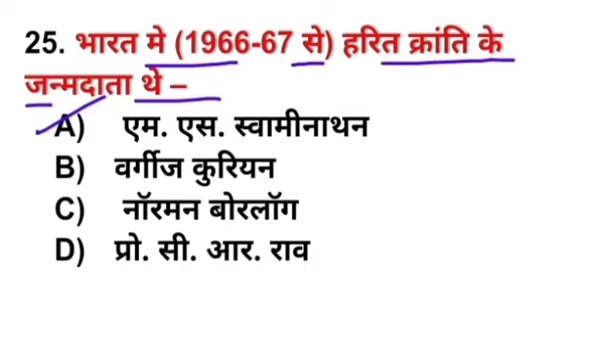 25. भारत मे (1966-67 से) हरित क्रांति के
जन्मदाता थे –
A) एम. एस. स्वामीनाथन
B) वर्गीज कुरियन
C) नॉरमन बोरलॉग
D) प्रो. सी. आर. राव